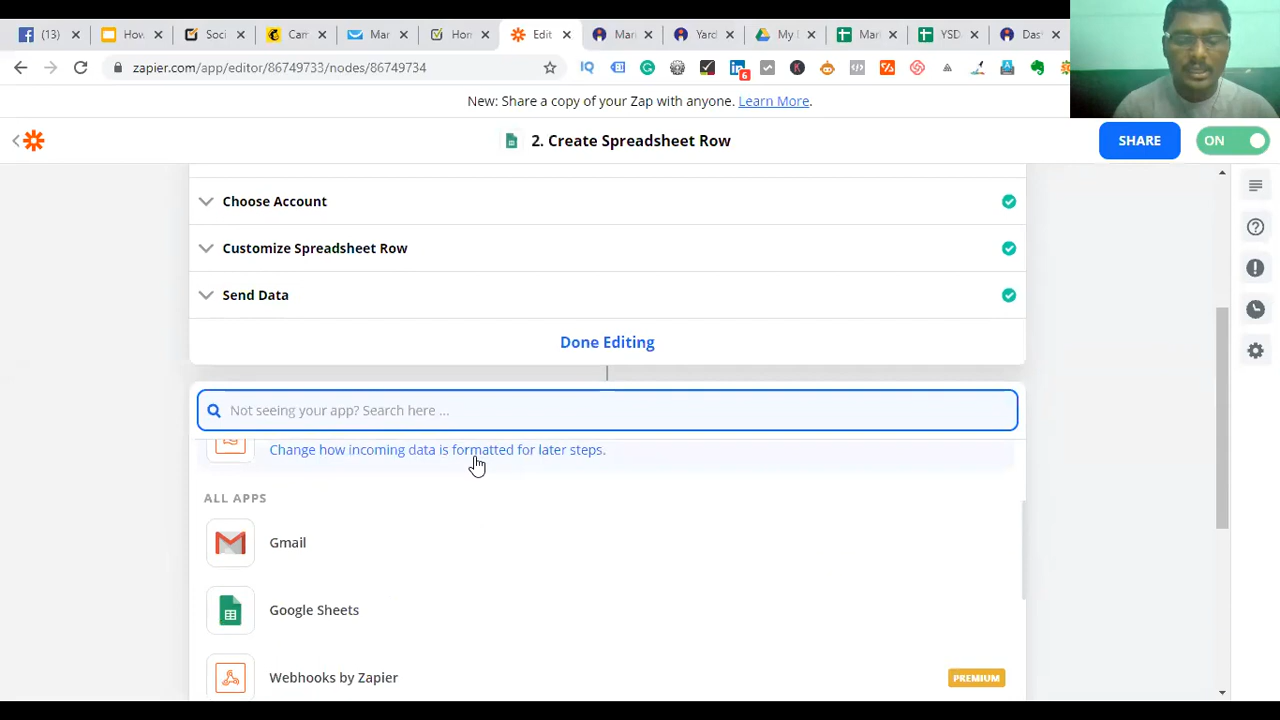 (13)
How
Soci
Can
Mar
Hon
Edit
Mar
Yard
My I
Mar
YSD
Das
zapier.com/app/editor/86749733/nodes/86749734
6
New: Share a copy of your Zap with anyone. Learn More.
2. Create Spreadsheet Row
SHARE
ON
Choose Account
Customize Spreadsheet Row
Send Data
Done Editing
Not seeing your app? Search here ...
Change how incoming data is formatted for later steps.
ALL APPS
Gmail
Google Sheets
Webhooks by Zapier
PREMIUM